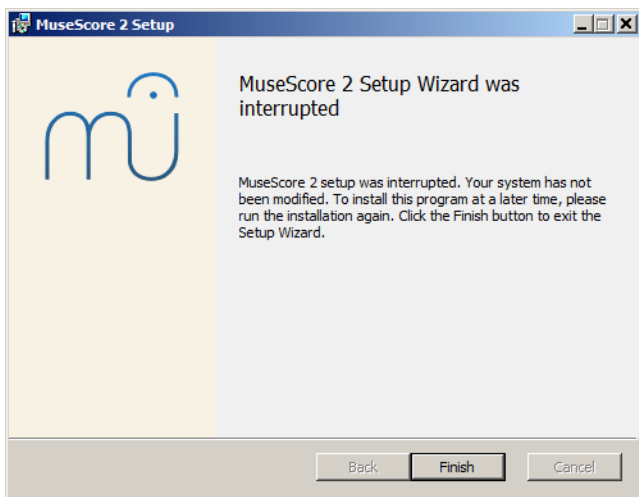 MuseScore 2 Setup
MuseScore 2 Setup Wizard was
interrupted
MuseScore 2 setup was interrupted. Your system has not
been modified. To install this program at a later time, please
run the installation again. Click the Finish button to exit the
Setup Wizard.
Back
Finish
Cancel